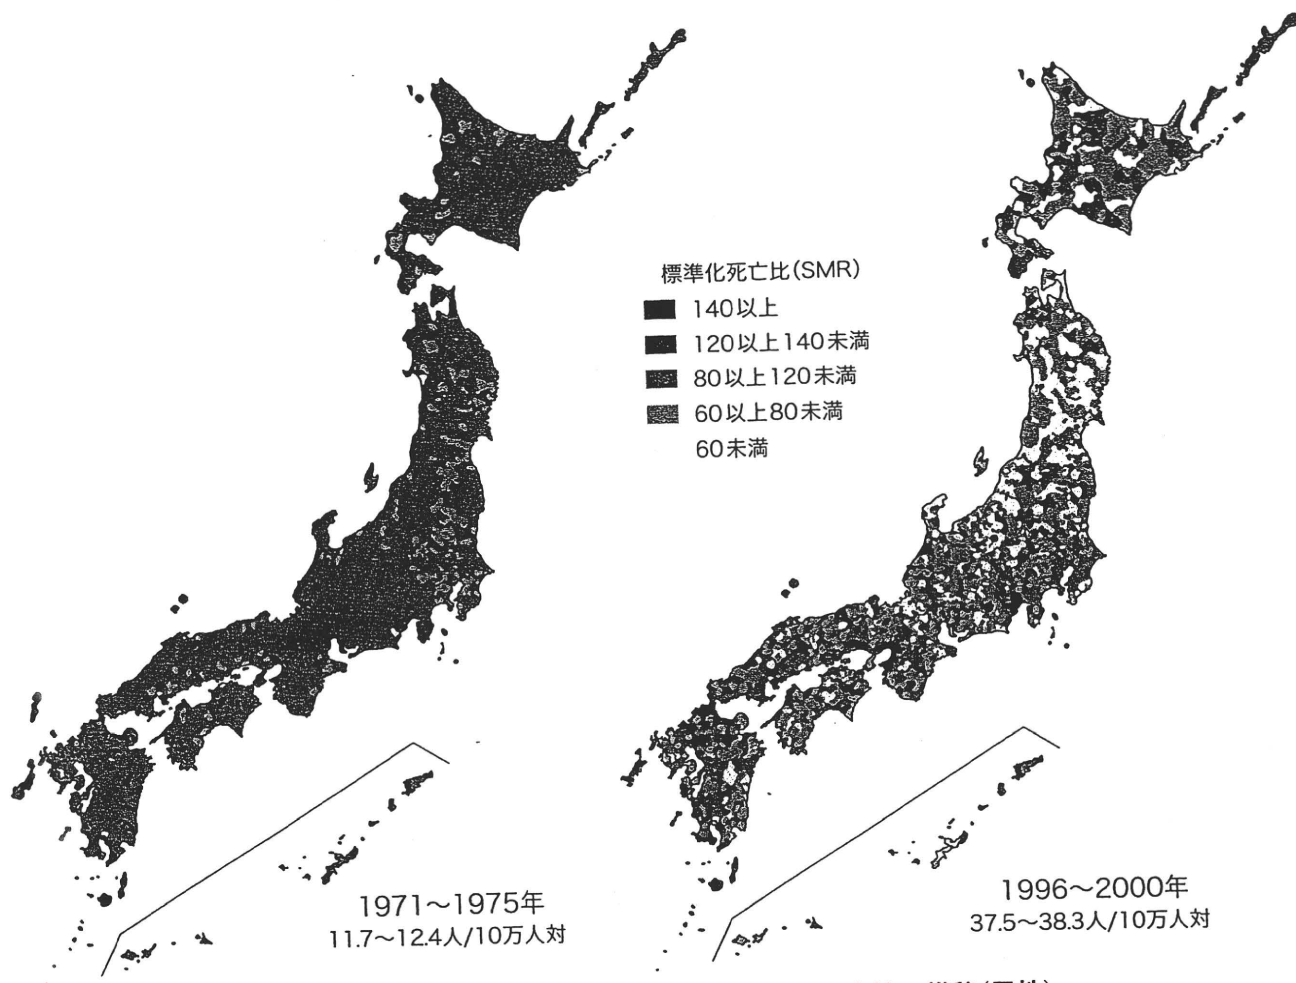 標準化死亡比(SMR)
140以上
120以上140未満
80以上120未満
60以上80未満
60未満
1971～1975年
11.7～12.4人/10万人対
1996～2000年
37.5～38.3人/10万人対